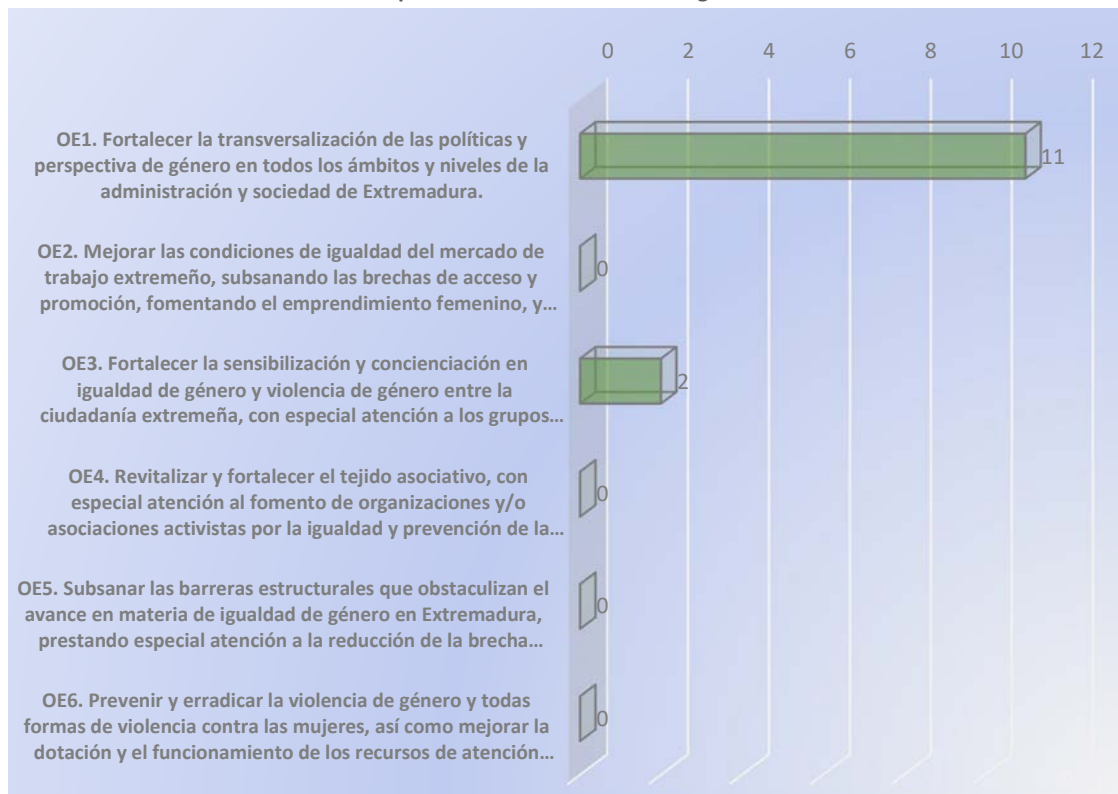 0 2 4 6 8 10 12
OE1. Fortalecer la transversalización de las políticas y
perspectiva de género en todos los ámbitos y niveles de la
administración y sociedad de Extremadura.
11
OE2. Mejorar las condiciones de igualdad del mercado de
trabajo extremeño, subsanando las brechas de acceso y
promoción, fomentando el emprendimiento femenino, y…
0
OE3. Fortalecer la sensibilización y concienciación en
igualdad de género y violencia de género entre la
ciudadanía extremeña, con especial atención a los grupos…
2
OE4. Revitalizar y fortalecer el tejido asociativo, con
especial atención al fomento de organizaciones y/o
asociaciones activistas por la igualdad y prevención de la…
0
OE5. Subsanar las barreras estructurales que obstaculizan el
avance en materia de igualdad de género en Extremadura,
prestando especial atención a la reducción de la brecha…
0
OE6. Prevenir y erradicar la violencia de género y todas
formas de violencia contra las mujeres, así como mejorar la
dotación y el funcionamiento de los recursos de atención…
0